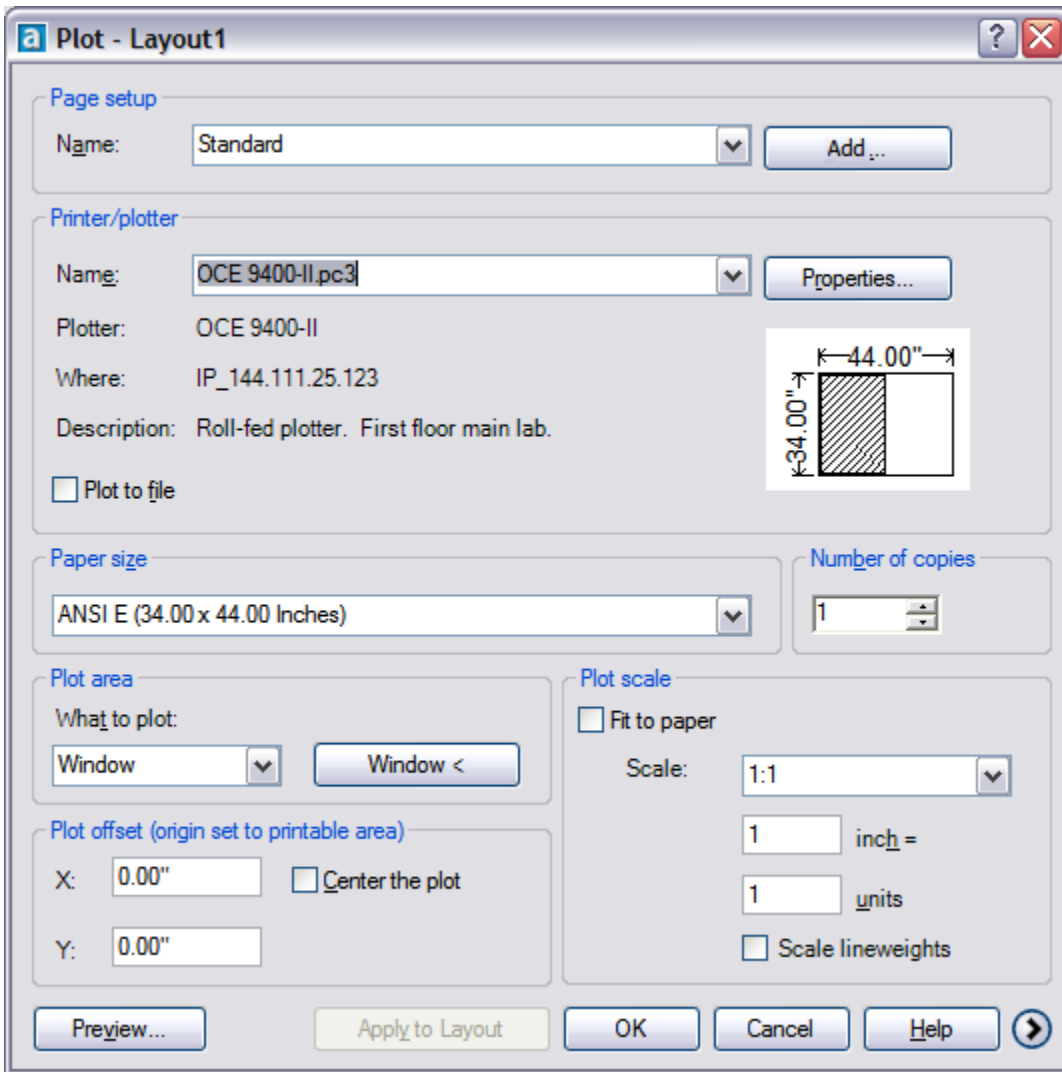 a Plot - Layout1 ?
Page setup
Name: Standard Add...
Printer/plotter
Name: OCE 9400-II.pc3 Properties...
Plotter: OCE 9400-II
Where: IP_144.111.25.123
Description: Roll-fed plotter. First floor main lab.
44.00"
34.00"
Plot to file
Paper size
ANSI E (34.00 x 44.00 Inches)
Number of copies
1
Plot area
What to plot:
Window Window <
Plot offset (origin set to printable area)
X: 0.00" Center the plot
Y: 0.00"
Plot scale
Fit to paper
Scale: 1:1
1 inch =
1 units
Scale lineweights
Preview... Apply to Layout OK Cancel Help